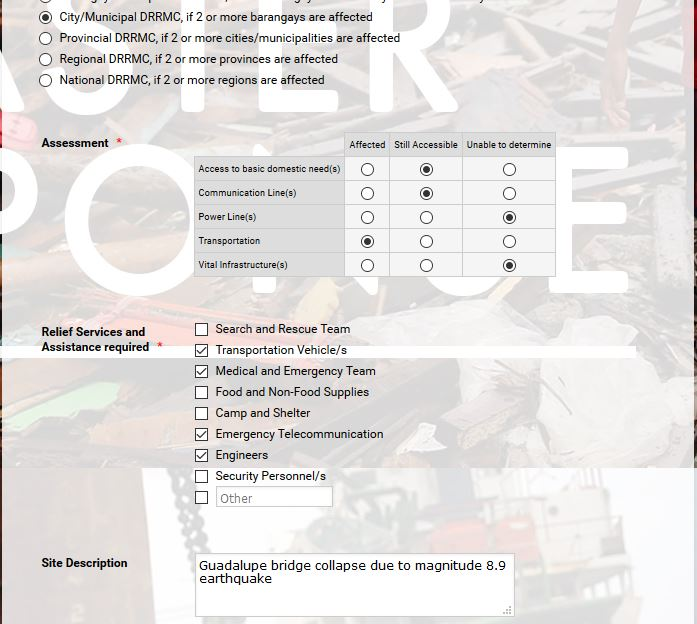 City/Municipal DRRMC, if 2 or more barangays are affected
Provincial DRRMC, if 2 or more cities/municipalities are affected
Regional DRRMC, if 2 or more provinces are affected
National DRRMC, if 2 or more regions are affected
Assessment *
Affected Still Accessible Unable to determine
Access to basic domestic need(s)
Communication Line(s)
Power Line(s)
Transportation
Vital Infrastructure(s)
Relief Services and
Assistance required *
Search and Rescue Team
Transportation Vehicle/s
Medical and Emergency Team
Food and Non-Food Supplies
Camp and Shelter
Emergency Telecommunication
Engineers
Security Personnel/s
Other
Site Description
Guadalupe bridge collapse due to magnitude 8.9
earthquake